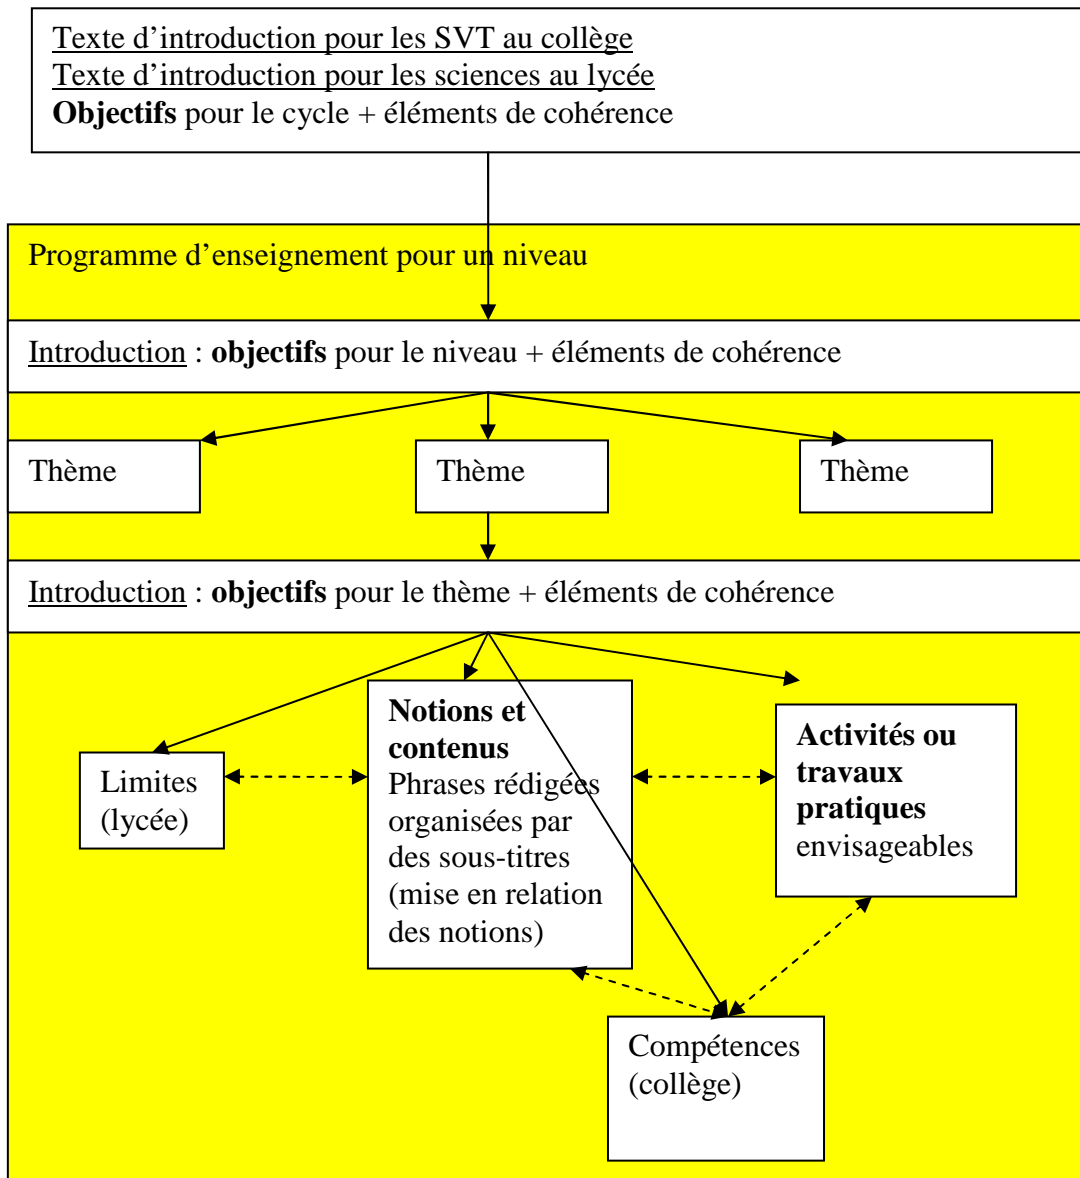 Texte d’introduction pour les SVT au collège
Texte d’introduction pour les sciences au lycée
Objectifs pour le cycle + éléments de cohérence
Programme d’enseignement pour un niveau
Introduction : objectifs pour le niveau + éléments de cohérence
Thème
Thème
Thème
Introduction : objectifs pour le thème + éléments de cohérence
Limites
(lycée)
Notions et
contenus
Phrases rédigées
organisées par
des sous-titres
(mise en relation
des notions)
Activités ou
travaux
pratiques
envisageables
Compétences
(collège)